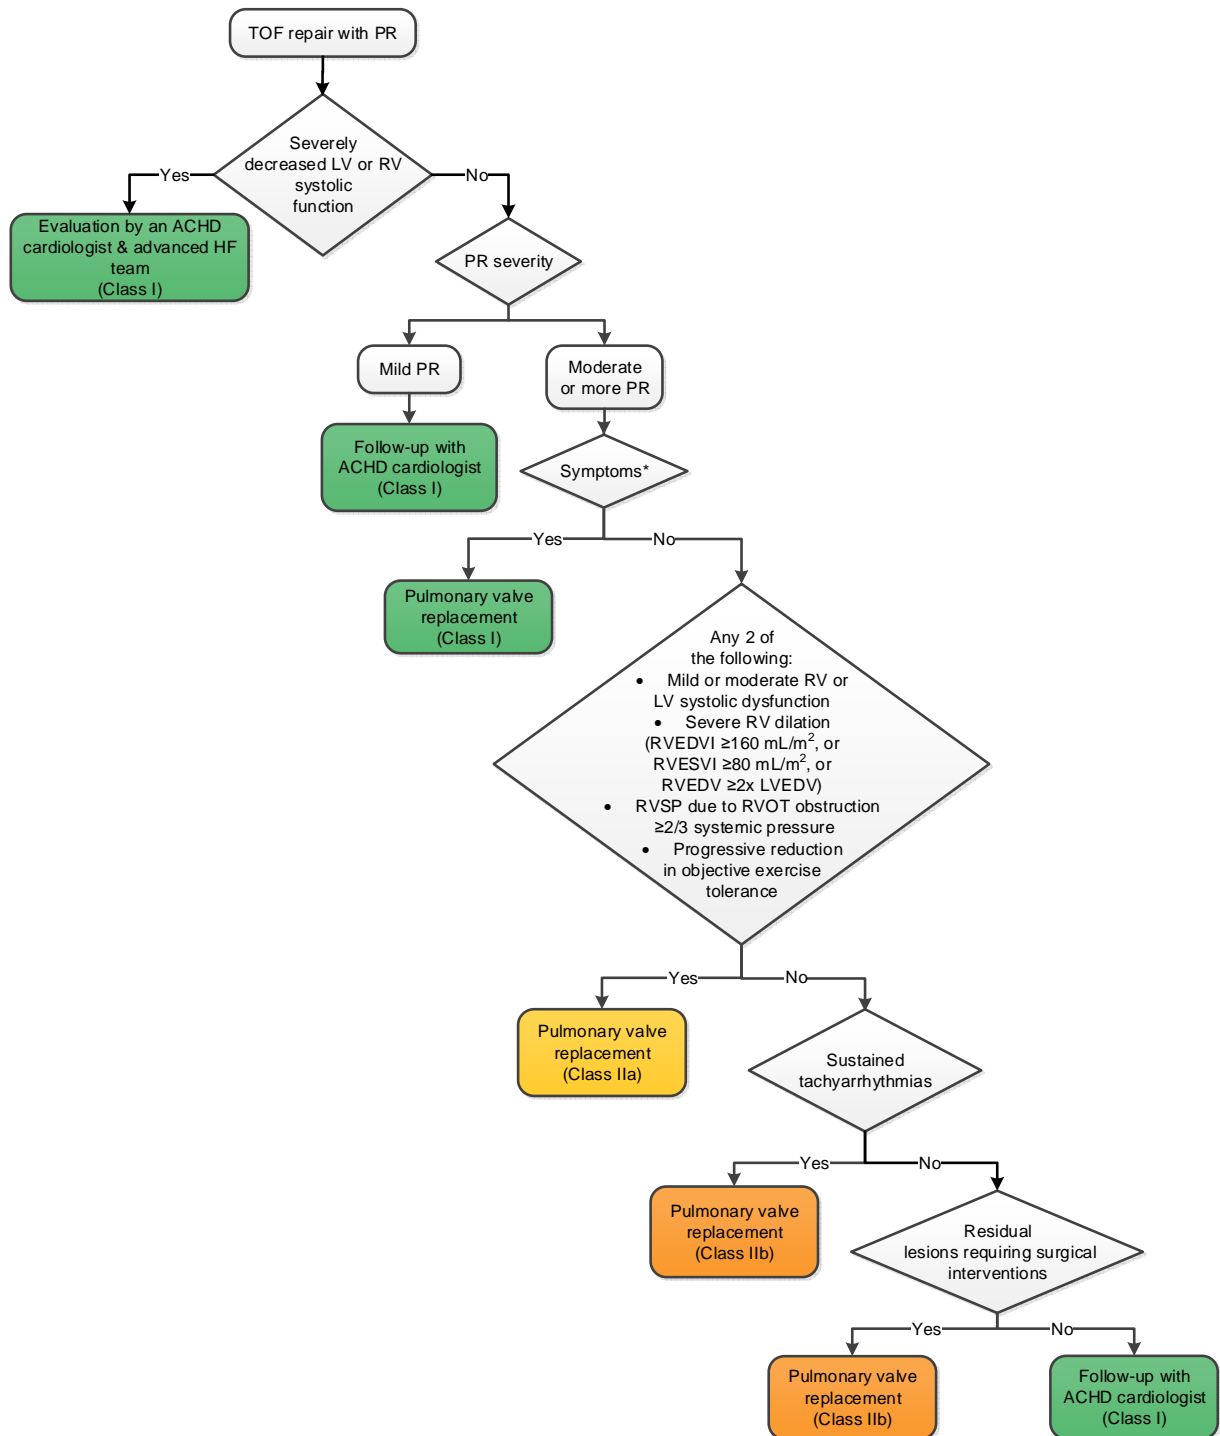 TOF repair with PR
Severely
decreased LV or RV
systolic
function
Yes
No
Evaluation by an ACHD
cardiologist & advanced HF
team
(Class I)
PR severity
Mild PR
Moderate
or more PR
Follow-up with
ACHD cardiologist
(Class I)
Symptoms*
Yes
No
Pulmonary valve
replacement
(Class I)
Any 2 of
the following:
• Mild or moderate RV or
LV systolic dysfunction
• Severe RV dilation
(RVEDVI ≥160 mL/m², or
RVESVI ≥80 mL/m², or
RVEDV ≥2x LVEDV)
• RVSP due to RVOT obstruction
≥2/3 systemic pressure
• Progressive reduction
in objective exercise
tolerance
Yes
No
Pulmonary valve
replacement
(Class IIa)
Sustained
tachyarrhythmias
Yes
No
Pulmonary valve
replacement
(Class IIb)
Residual
lesions requiring surgical
interventions
Yes
No
Pulmonary valve
replacement
(Class IIb)
Follow-up with
ACHD cardiologist
(Class I)